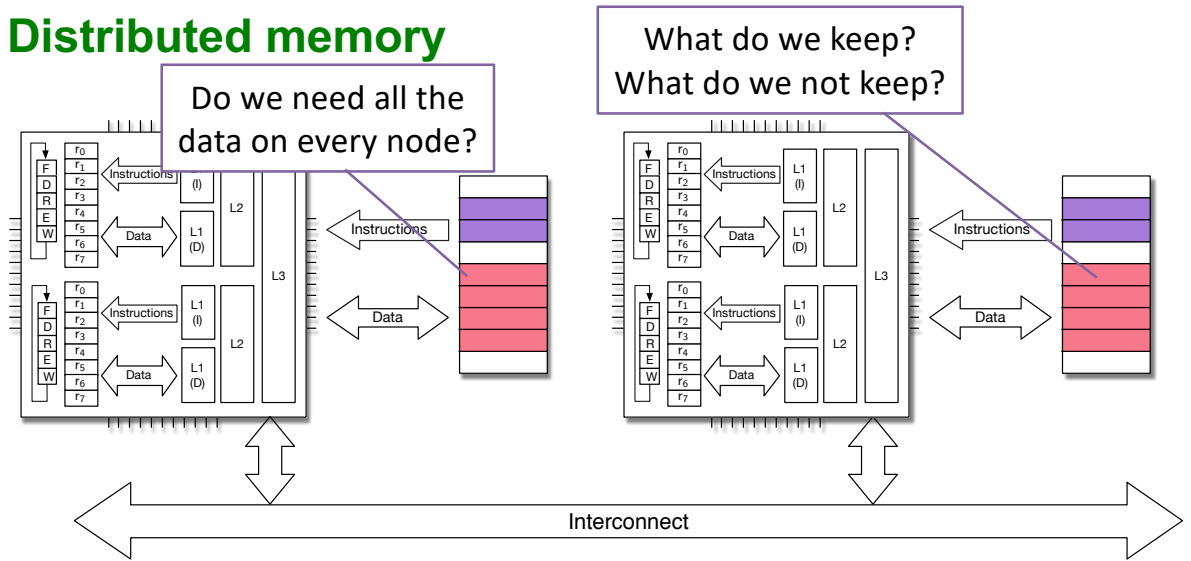 Distributed memory
Do we need all the
data on every node?
What do we keep?
What do we not keep?
F
D
R
E
W
r0
r1
r2
r3
r4
r5
r6
r7
Instructions
(I)
Data
L1
(D)
L2
F
D
R
E
W
r0
r1
r2
r3
r4
r5
r6
r7
Instructions
L1
(I)
Data
L1
(D)
L2
L3
Instructions
Data
F
D
R
E
W
r0
r1
r2
r3
r4
r5
r6
r7
Instructions
L1
(I)
Data
L1
(D)
L2
F
D
R
E
W
r0
r1
r2
r3
r4
r5
r6
r7
Instructions
L1
(I)
Data
L1
(D)
L2
L3
Instructions
Data
Interconnect